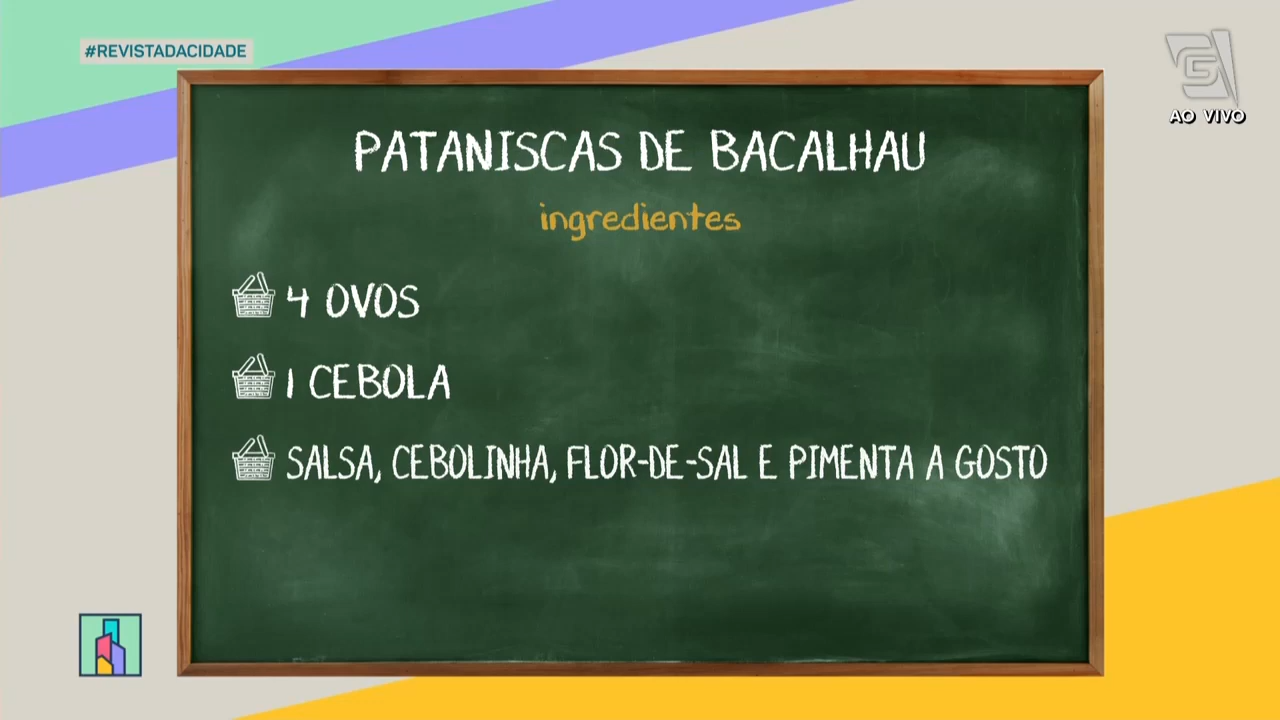 #REVISTADACIDADE
G
AO VIVO
PATANISCAS DE BACALHAU
ingredientes
4 OVOS
1 CEBOLA
SALSA, CEBOLINHA, FLOR-DE-SAL E PIMENTA A GOSTO